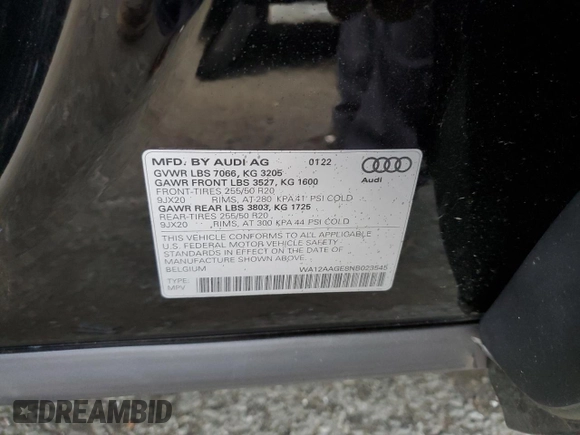 MFD. BY AUDI AG 0122
GVWR LBS 7066, KG 3205
GAWR FRONT LBS 3527, KG 1600
FRONT-TIRES 255/50 R20
9JX20 RIMS, AT 280 KPA/41 PSI COLD
GAWR REAR LBS 3803, KG 1725
REAR-TIRES 255/50 R20
9JX20 RIMS, AT 300 KPA/44 PSI COLD
THIS VEHICLE CONFORMS TO ALL APPLICABLE
U.S. FEDERAL MOTOR VEHICLE SAFETY
STANDARDS IN EFFECT ON THE DATE OF
MANUFACTURE SHOWN ABOVE.
BELGIUM WA12AAGE8NB023545
TYPE:
MPV
Audi
DREAMBID